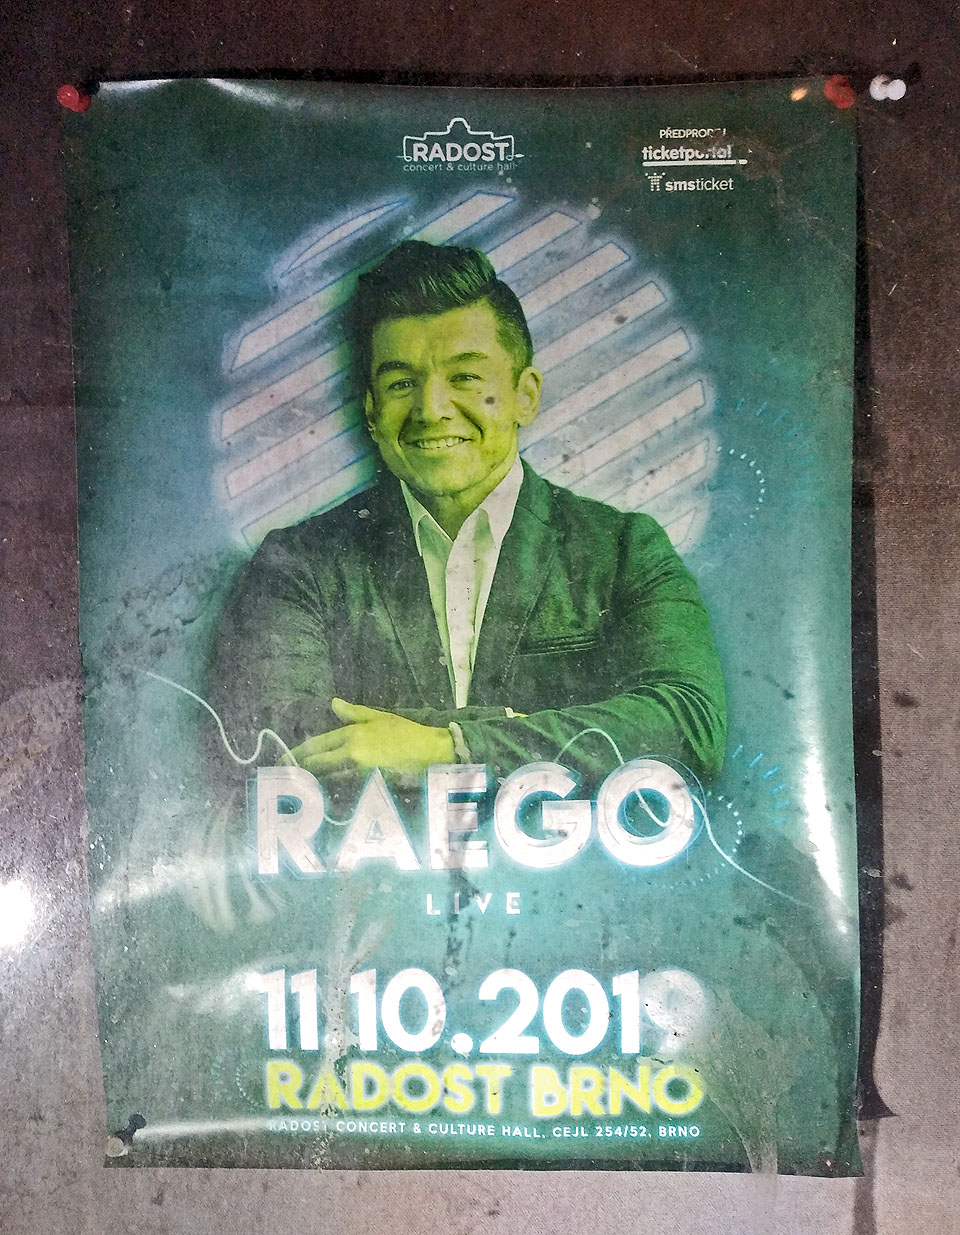 RADOST
concert & culture hall
PŘEDPRODEJ
ticketportal
smsticket
RAEGO
LIVE
11.10.2019
RADOST BRNO
RADOST CONCERT & CULTURE HALL, CEJL 254/52, BRNO